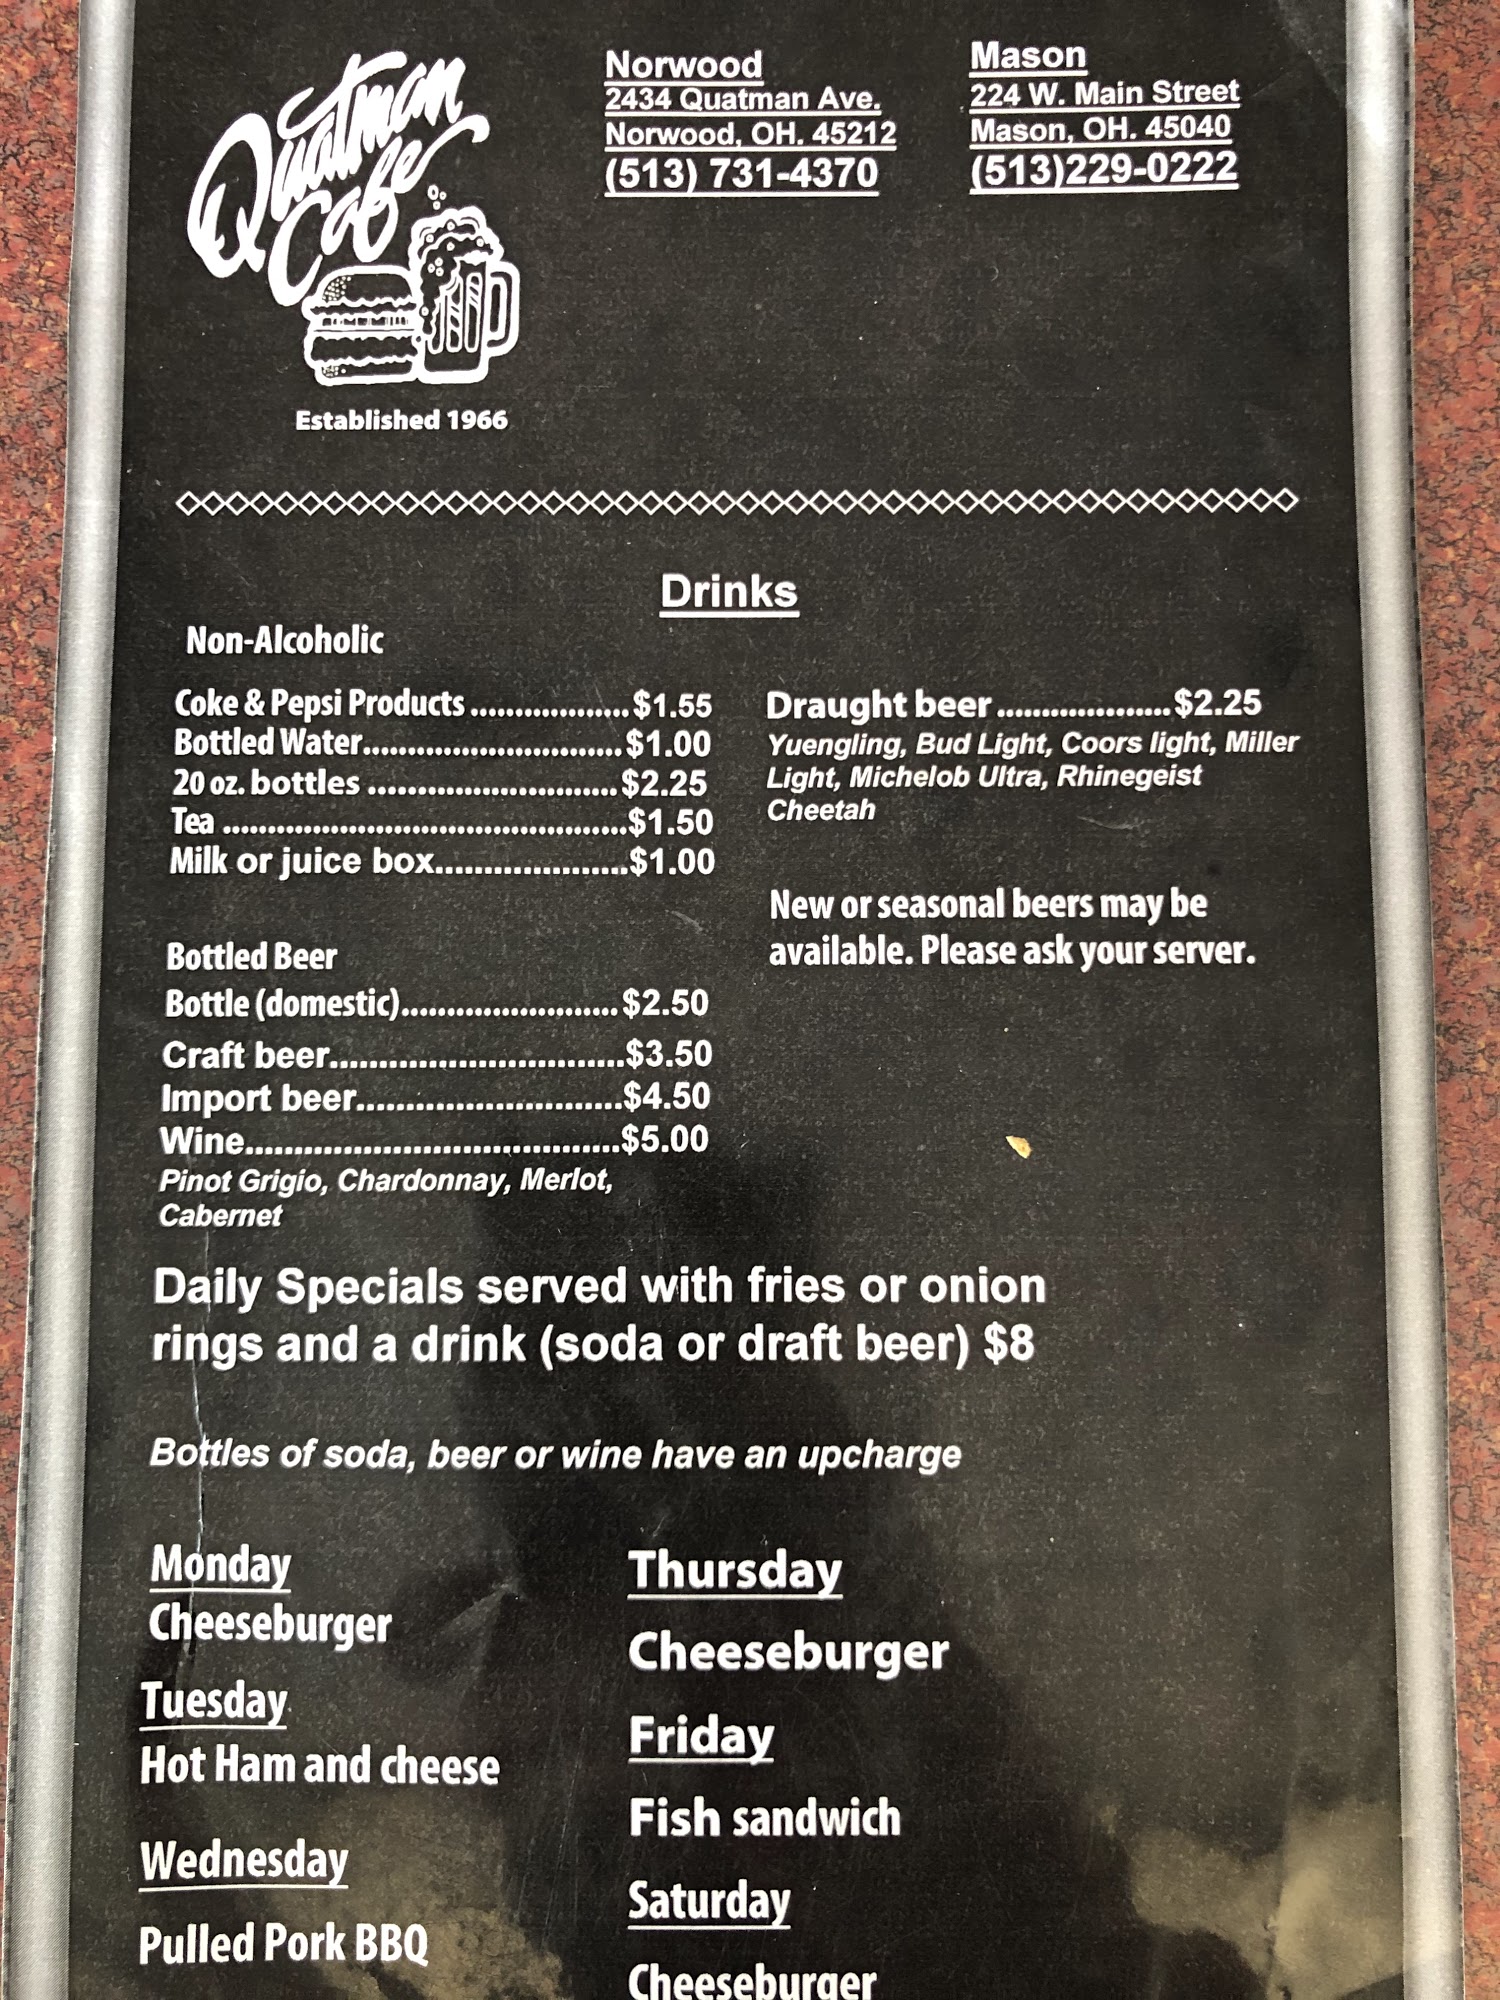 Quatman
Cafe
Established 1966
Norwood
2434 Quatman Ave.
Norwood, OH. 45212
(513) 731-4370
Mason
224 W. Main Street
Mason, OH. 45040
(513)229-0222
Drinks
Non-Alcoholic
Coke & Pepsi Products..................$1.55
Bottled Water.............................$1.00
20 oz. bottles ............................$2.25
Tea .............................................$1.50
Milk or juice box.....................$1.00
Bottled Beer
Bottle (domestic)........................$2.50
Craft beer..............................$3.50
Import beer...........................$4.50
Wine......................................$5.00
Pinot Grigio, Chardonnay, Merlot,
Cabernet
Draught beer...................$2.25
Yuengling, Bud Light, Coors light, Miller
Light, Michelob Ultra, Rhinegeist
Cheetah
New or seasonal beers may be
available. Please ask your server.
Daily Specials served with fries or onion
rings and a drink (soda or draft beer) $8
Bottles of soda, beer or wine have an upcharge
Monday
Cheeseburger
Tuesday
Hot Ham and cheese
Wednesday
Pulled Pork BBQ
Thursday
Cheeseburger
Friday
Fish sandwich
Saturday
Cheeseburger